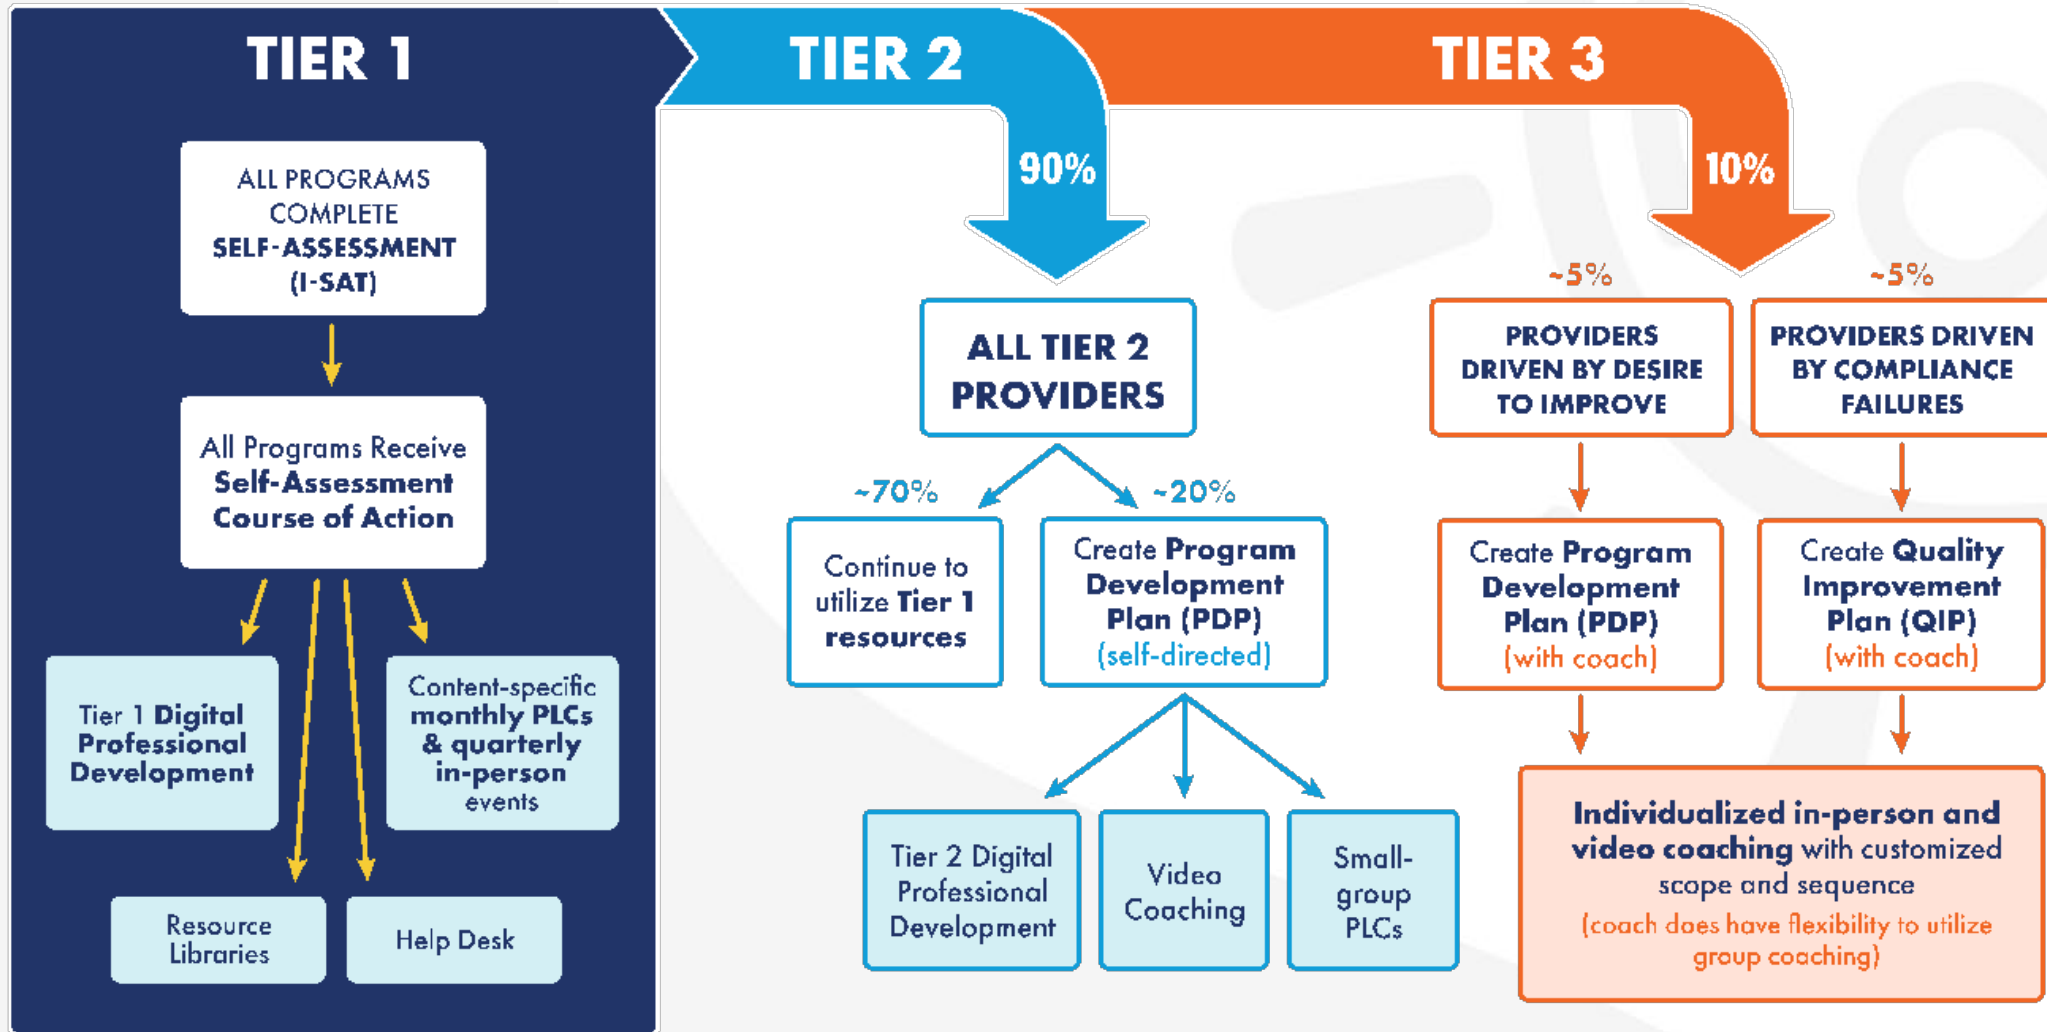 TIER 1
ALL PROGRAMS
COMPLETE
SELF-ASSESSMENT
(I-SAT)
All Programs Receive
Self-Assessment
Course of Action
Tier 1 Digital
Professional
Development
Content-specific
monthly PLCs
& quarterly
in-person
events
Resource
Libraries
Help Desk
TIER 2
90%
ALL TIER 2
PROVIDERS
~70%
~20%
Continue to
utilize Tier 1
resources
Create Program
Development
Plan (PDP)
(self-directed)
Tier 2 Digital
Professional
Development
Video
Coaching
Small-
group
PLCs
TIER 3
10%
~5%
~5%
PROVIDERS
DRIVEN BY DESIRE
TO IMPROVE
PROVIDERS DRIVEN
BY COMPLIANCE
FAILURES
Create Program
Development
Plan (PDP)
(with coach)
Create Quality
Improvement
Plan (QIP)
(with coach)
Individualized in-person and
video coaching with customized
scope and sequence
(coach does have flexibility to utilize
group coaching)